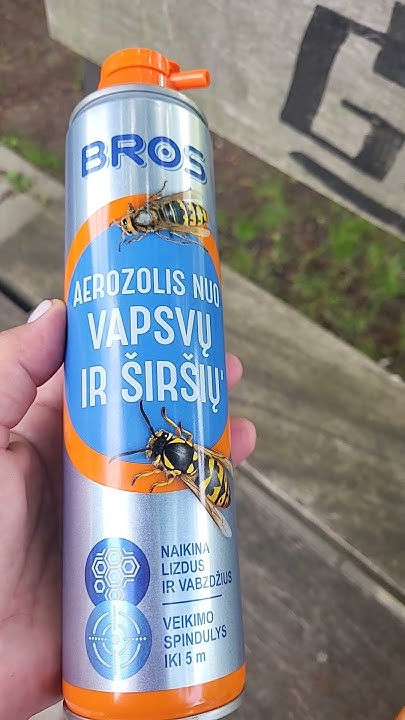 BROS
AEROZOLIS NUO
VAPSVŲ
IR ŠIRŠIŲ
NAIKINA
LIZDUS
IR VABZDŽIUS
VEIKIMO
SPINDULYS
IKI 5 m